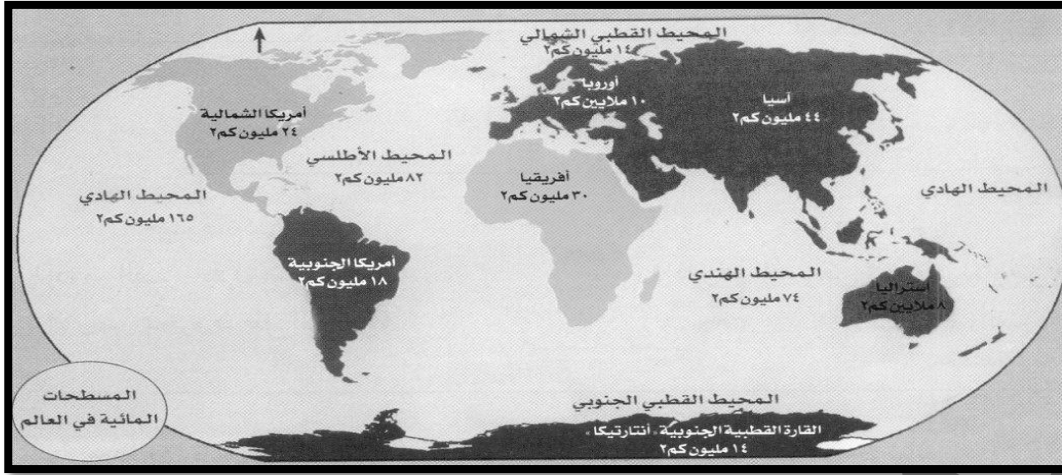 المحيط القطبي الشمالي
١٤ مليون كم٢
أوروبا
١٠ ملايين كم٢
آسيا
٤٤ مليون كم٢
أمريكا الشمالية
٢٤ مليون كم٢
المحيط الأطلسي
٨٢ مليون كم٢
أفريقيا
٣٠ مليون كم٢
المحيط الهادي
المحيط الهادي
١٦٥ مليون كم٢
أمريكا الجنوبية
١٨ مليون كم٢
المحيط الهندي
٧٤ مليون كم٢
أستراليا
٨ ملايين كم٢
المسطحات
المائية في العالم
المحيط القطبي الجنوبي
القارة القطبية الجنوبية «أنتارتيكا»
١٤ مليون كم٢